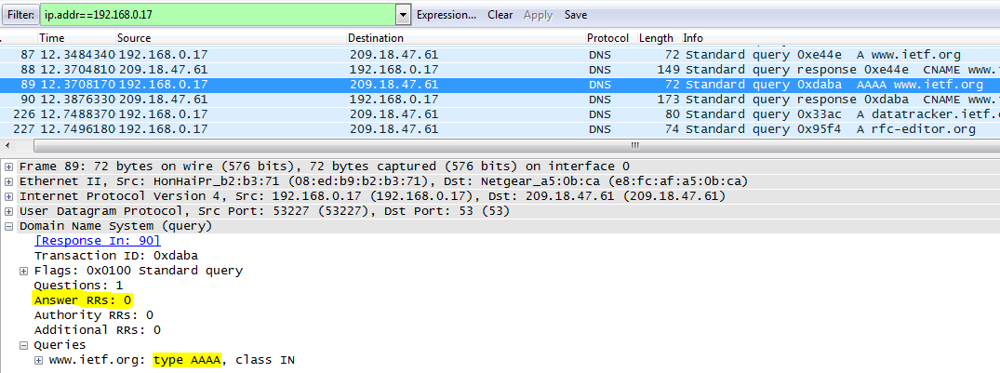 Filter: ip.addr==192.168.0.17 Expression... Clear Apply Save
. Time Source Destination Protocol Length Info
87 12.3484340 192.168.0.17 209.18.47.61 DNS 72 Standard query 0xe44e A www.ietf.org
88 12.3704810 209.18.47.61 192.168.0.17 DNS 149 Standard query response 0xe44e CNAME www.
89 12.3708170 192.168.0.17 209.18.47.61 DNS 72 Standard query 0xdaba AAAA www.ietf.org
90 12.3876330 209.18.47.61 192.168.0.17 DNS 173 Standard query response 0xdaba CNAME www.
226 12.7488370 192.168.0.17 209.18.47.61 DNS 80 Standard query 0x33ac A datatracker.ietf.
227 12.7496180 192.168.0.17 209.18.47.61 DNS 74 Standard query 0x95f4 A rfc-editor.org
Frame 89: 72 bytes on wire (576 bits), 72 bytes captured (576 bits) on interface 0
Ethernet II, Src: HonHaiPr_b2:b3:71 (08:ed:b9:b2:b3:71), Dst: Netgear_a5:0b:ca (e8:fc:af:a5:0b:ca)
Internet Protocol Version 4, Src: 192.168.0.17 (192.168.0.17), Dst: 209.18.47.61 (209.18.47.61)
User Datagram Protocol, Src Port: 53227 (53227), Dst Port: 53 (53)
Domain Name System (query)
[Response In: 90]
Transaction ID: 0xdaba
Flags: 0x0100 Standard query
Questions: 1
Answer RRs: 0
Authority RRs: 0
Additional RRs: 0
Queries
www.ietf.org: type AAAA, class IN